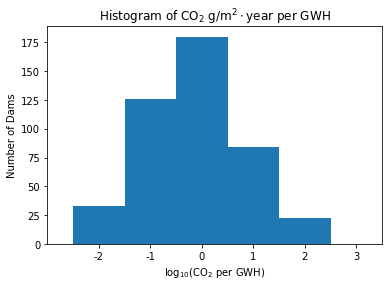 Histogram of CO₂ g/m² · year per GWH
Number of Dams
175
150
125
100
75
50
25
0
-2 -1 0 1 2 3
log₁₀(CO₂ per GWH)